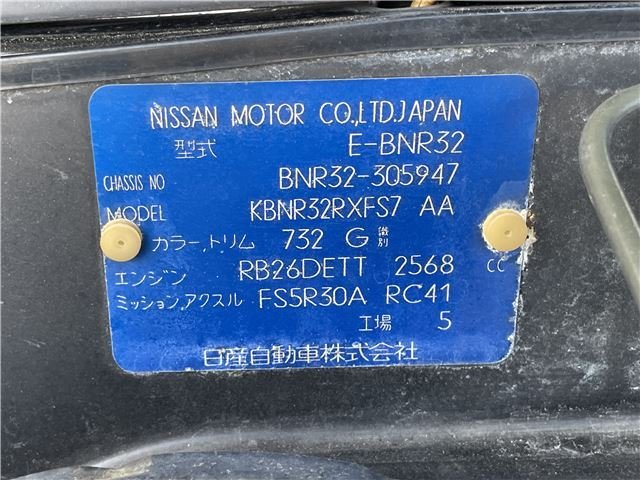 NISSAN MOTOR CO.,LTD.JAPAN
型式 E-BNR32
CHASSIS NO BNR32-305947
MODEL KBNR32RXFS7 AA
カラー,トリム 732 G 識別
エンジン RB26DETT 2568 CC
ミッション,アクスル FS5R30A RC41
工場 5
日産自動車株式会社